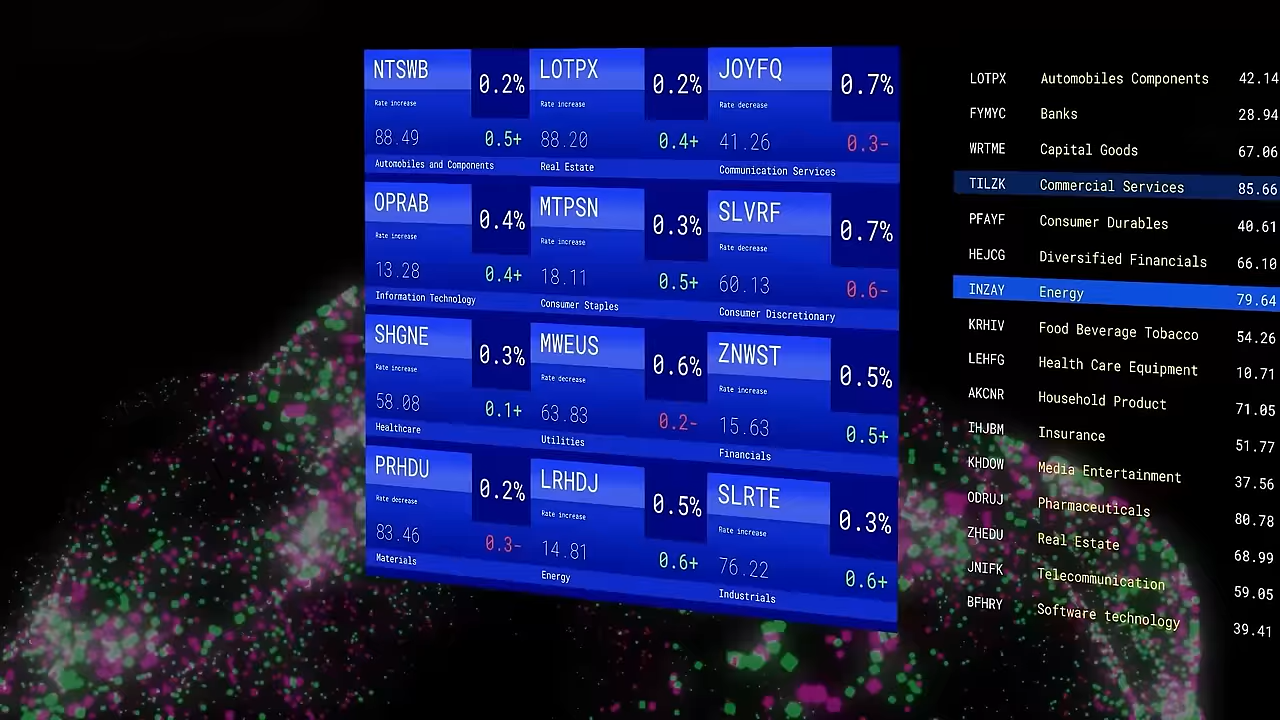 NTSWB 0.2%
Rate increase
88.49 0.5+
Automobiles and Components
LOTPX 0.2%
Rate increase
88.20 0.4+
Real Estate
JOYFQ 0.7%
Rate decrease
41.26 0.3-
Communication Services
OPRAB 0.4%
Rate increase
13.28 0.4+
Information Technology
MTPSN 0.3%
Rate increase
18.11 0.5+
Consumer Staples
SLVRF 0.7%
Rate decrease
60.13 0.6-
Consumer Discretionary
SHGNE 0.3%
Rate increase
58.08 0.1+
Healthcare
MWEUS 0.6%
Rate decrease
63.83 0.2-
Utilities
ZNWST 0.5%
Rate increase
15.63 0.5+
Financials
PRHDU 0.2%
Rate decrease
83.46 0.3-
Materials
LRHDJ 0.5%
Rate increase
14.81 0.6+
Energy
SLRTE 0.3%
Rate increase
76.22 0.6+
Industrials
LOTPX Automobiles Components 42.14
FYMYC Banks 28.94
WRTME Capital Goods 67.06
TILZK Commercial Services 85.66
PFAYF Consumer Durables 40.61
HEJCG Diversified Financials 66.10
INZAY Energy 79.64
KRHIV Food Beverage Tobacco 54.26
LEHFG Health Care Equipment 10.71
AKCNR Household Product 71.05
IHJBM Insurance 51.77
KHDOW Media Entertainment 37.56
ODRUJ Pharmaceuticals 80.78
ZHEDU Real Estate 68.99
JNIFK Telecommunication 59.05
BFHRY Software technology 39.41